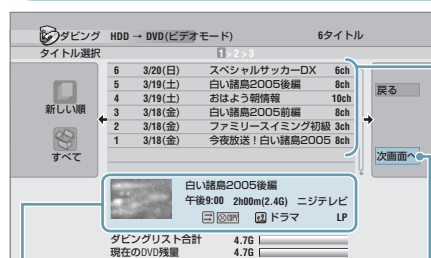 ダビング HDD → DVD(ビデオモード) 6タイトル
タイトル選択 1 > 2 > 3
6 3/20(日) スペシャルサッカーDX 6ch
5 3/19(土) 白い諸島2005後編 8ch
4 3/19(土) おはよう朝情報 10ch
3 3/18(金) 白い諸島2005前編 8ch
2 3/18(金) ファミリースイミング初級 3ch
1 3/18(金) 今夜放送！白い諸島2005 8ch
新しい順
すべて
戻る
次画面へ
白い諸島2005後編
午後9:00 2h00m(2.4G) ニジテレビ
ドラマ LP
ダビングリスト合計 4.7G
現在のDVD残量 4.7G